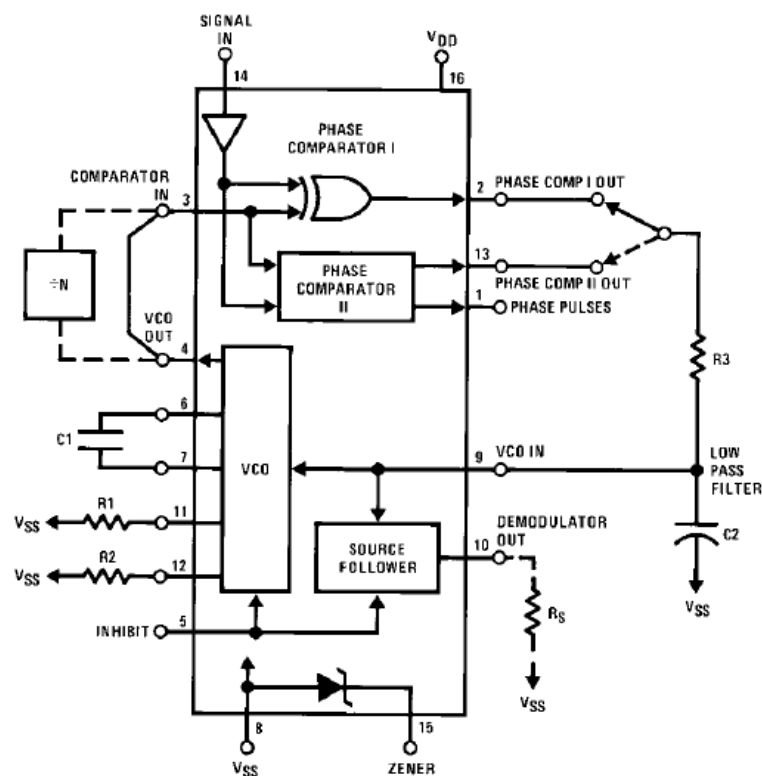 SIGNAL
IN
14
VDD
16
PHASE
COMPARATOR I
COMPARATOR
IN
3
2
PHASE COMP I OUT
÷N
PHASE
COMPARATOR
II
13
PHASE COMP II OUT
1
PHASE PULSES
VCO
OUT
4
R3
6
C1
7
VCO
9
VCO IN
LOW
PASS
FILTER
R1
11
VSS
R2
12
VSS
SOURCE
FOLLOWER
DEMODULATOR
OUT
10
C2
VSS
RS
VSS
INHIBIT
5
8
VSS
15
ZENER